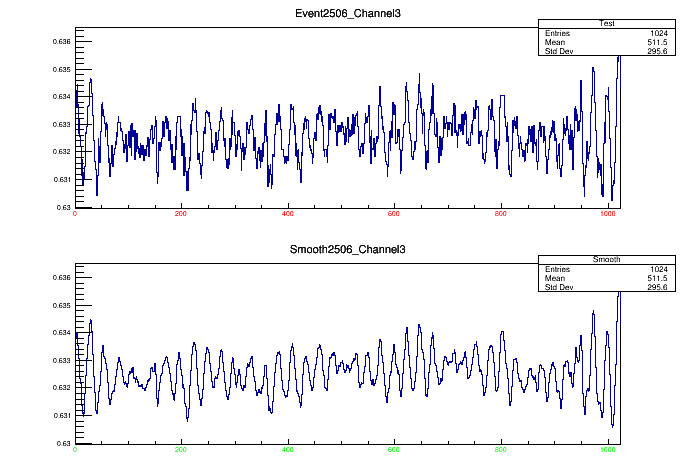 Event2506_Channel3
Test
Entries 1024
Mean 511.5
Std Dev 295.6
0.636
0.635
0.634
0.633
0.632
0.631
0.63
0 200 400 600 800 1000
Smooth2506_Channel3
Smooth
Entries 1024
Mean 511.5
Std Dev 295.6
0.636
0.635
0.634
0.633
0.632
0.631
0.63
0 200 400 600 800 1000